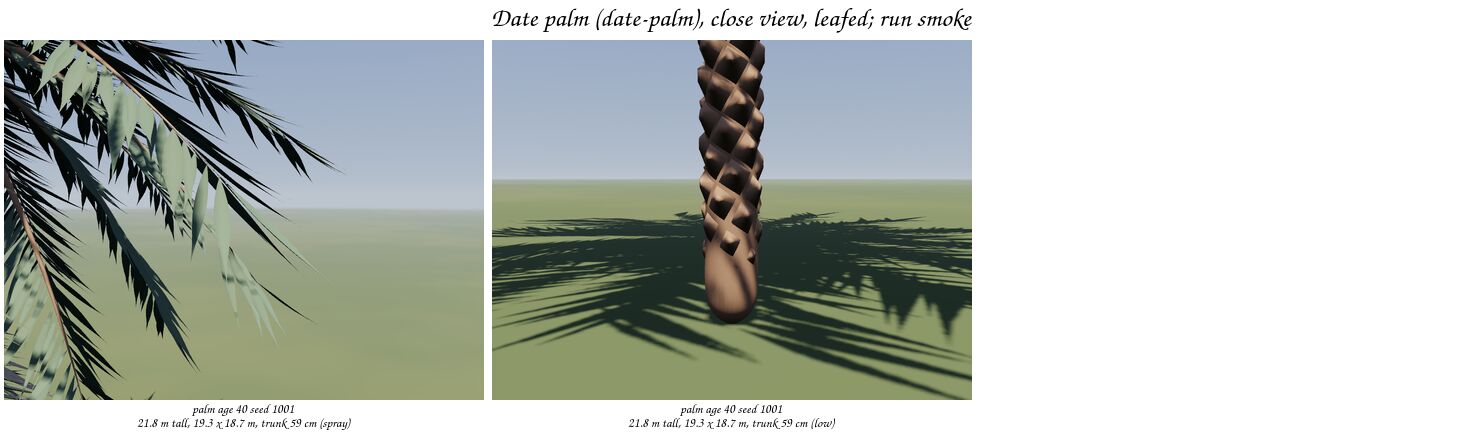 Date palm (date-palm), close view, leafed; run smoke
palm age 40 seed 1001
21.8 m tall, 19.3 x 18.7 m, trunk 59 cm (spray)
palm age 40 seed 1001
21.8 m tall, 19.3 x 18.7 m, trunk 59 cm (low)